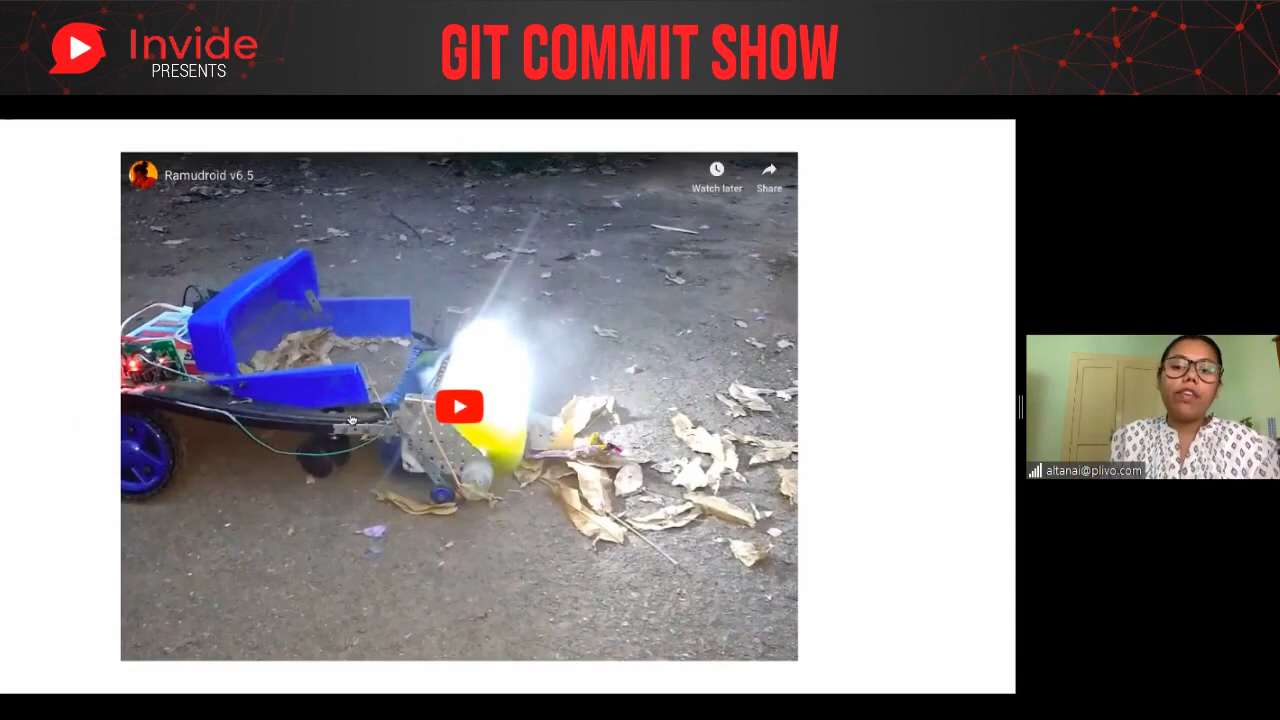 Invide
PRESENTS
GIT COMMIT SHOW
Ramudroid v6.5
Watch later
Share
altanai@plivo.com